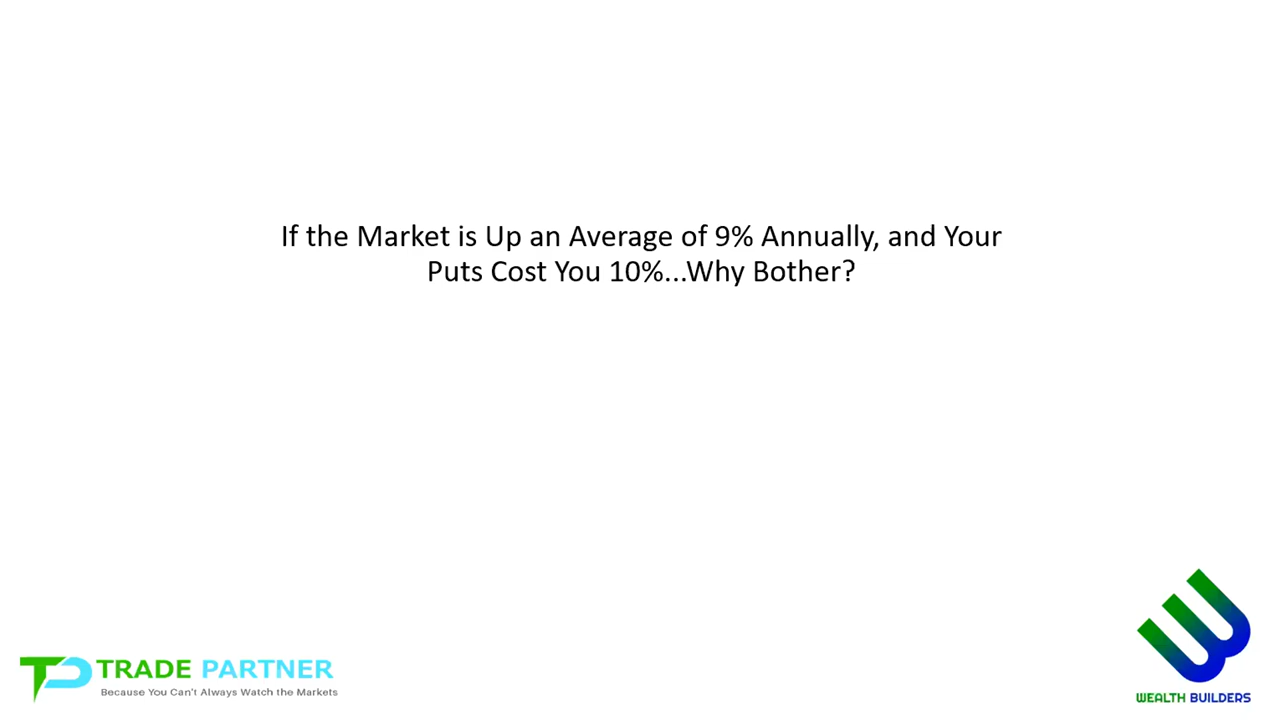 If the Market is Up an Average of 9% Annually, and Your
Puts Cost You 10%...Why Bother?
TRADE PARTNER
Because You Can't Always Watch the Markets
WEALTH BUILDERS